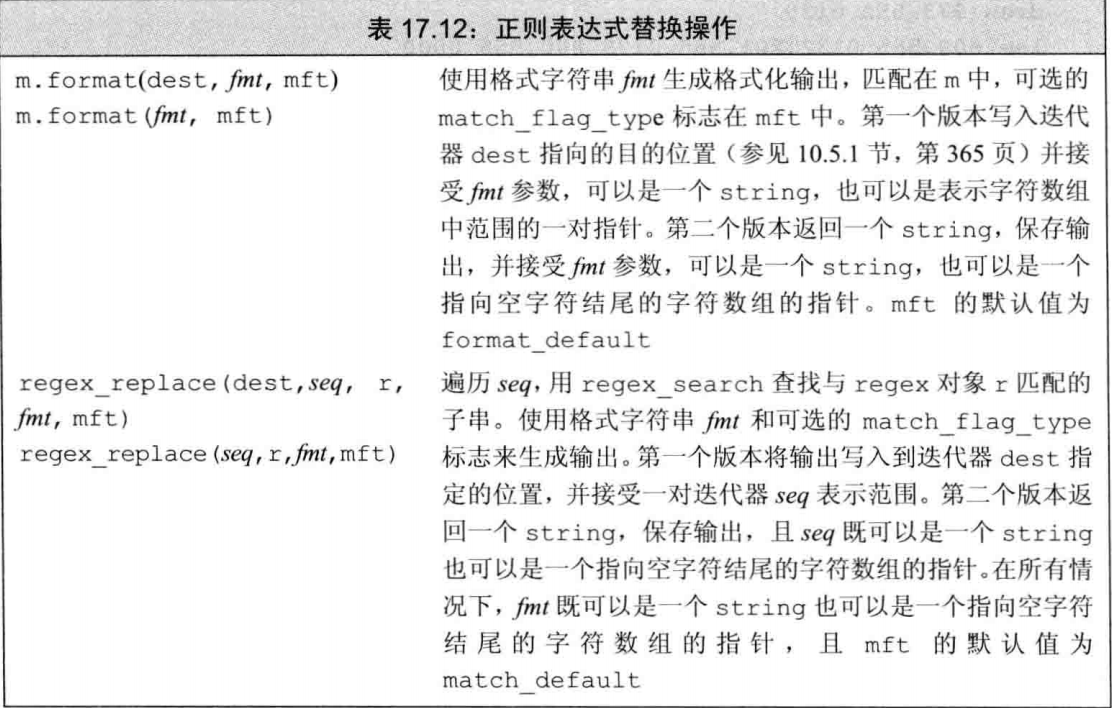 表 17.12：正则表达式替换操作
m.format(dest, fmt, mft)
m.format(fmt, mft)
使用格式字符串 fmt 生成格式化输出，匹配在 m 中，可选的
match_flag_type 标志在 mft 中。第一个版本写入迭代
器 dest 指向的目的位置（参见 10.5.1 节，第 365 页）并接
受 fmt 参数，可以是一个 string，也可以是表示字符数组
中范围的一对指针。第二个版本返回一个 string，保存输
出，并接受 fmt 参数，可以是一个 string，也可以是一个
指向空字符结尾的字符数组的指针。mft 的默认值为
format_default
regex_replace(dest,seq, r,
fmt, mft)
regex_replace(seq,r,fmt,mft)
遍历 seq，用 regex_search 查找与 regex 对象 r 匹配的
子串。使用格式字符串 fmt 和可选的 match_flag_type
标志来生成输出。第一个版本将输出写入到迭代器 dest 指
定的位置，并接受一对迭代器 seq 表示范围。第二个版本返
回一个 string，保存输出，且 seq 既可以是一个 string
也可以是一个指向空字符结尾的字符数组的指针。在所有情
况下，fmt 既可以是一个 string 也可以是一个指向空字符
结尾的字符数组的指针，且 mft 的默认值为
match_default